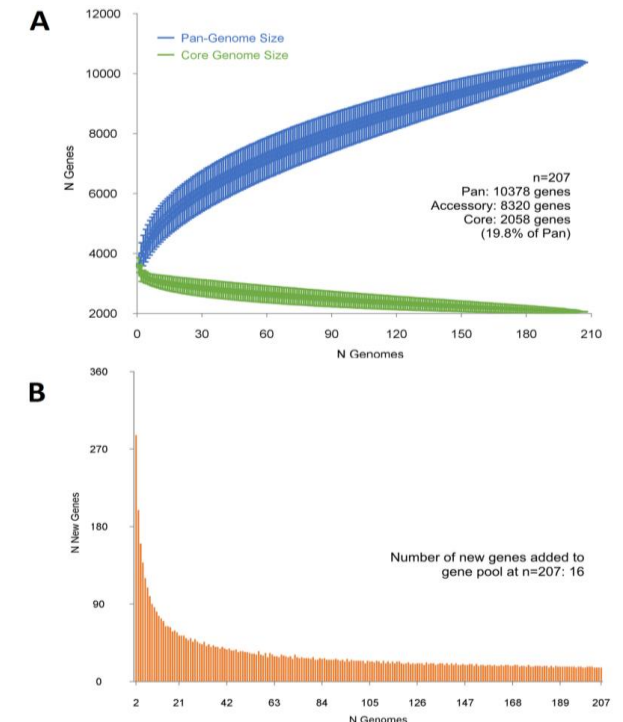 A
12000
10000
8000
6000
4000
2000
N Genes
Pan-Genome Size
Core Genome Size
n=207
Pan: 10378 genes
Accessory: 8320 genes
Core: 2058 genes
(19.8% of Pan)
0 30 60 90 120 150 180 210
N Genomes
B
360
270
180
90
0
N New Genes
Number of new genes added to
gene pool at n=207: 16
2 21 42 63 84 105 126 147 168 189 207
N Genomes